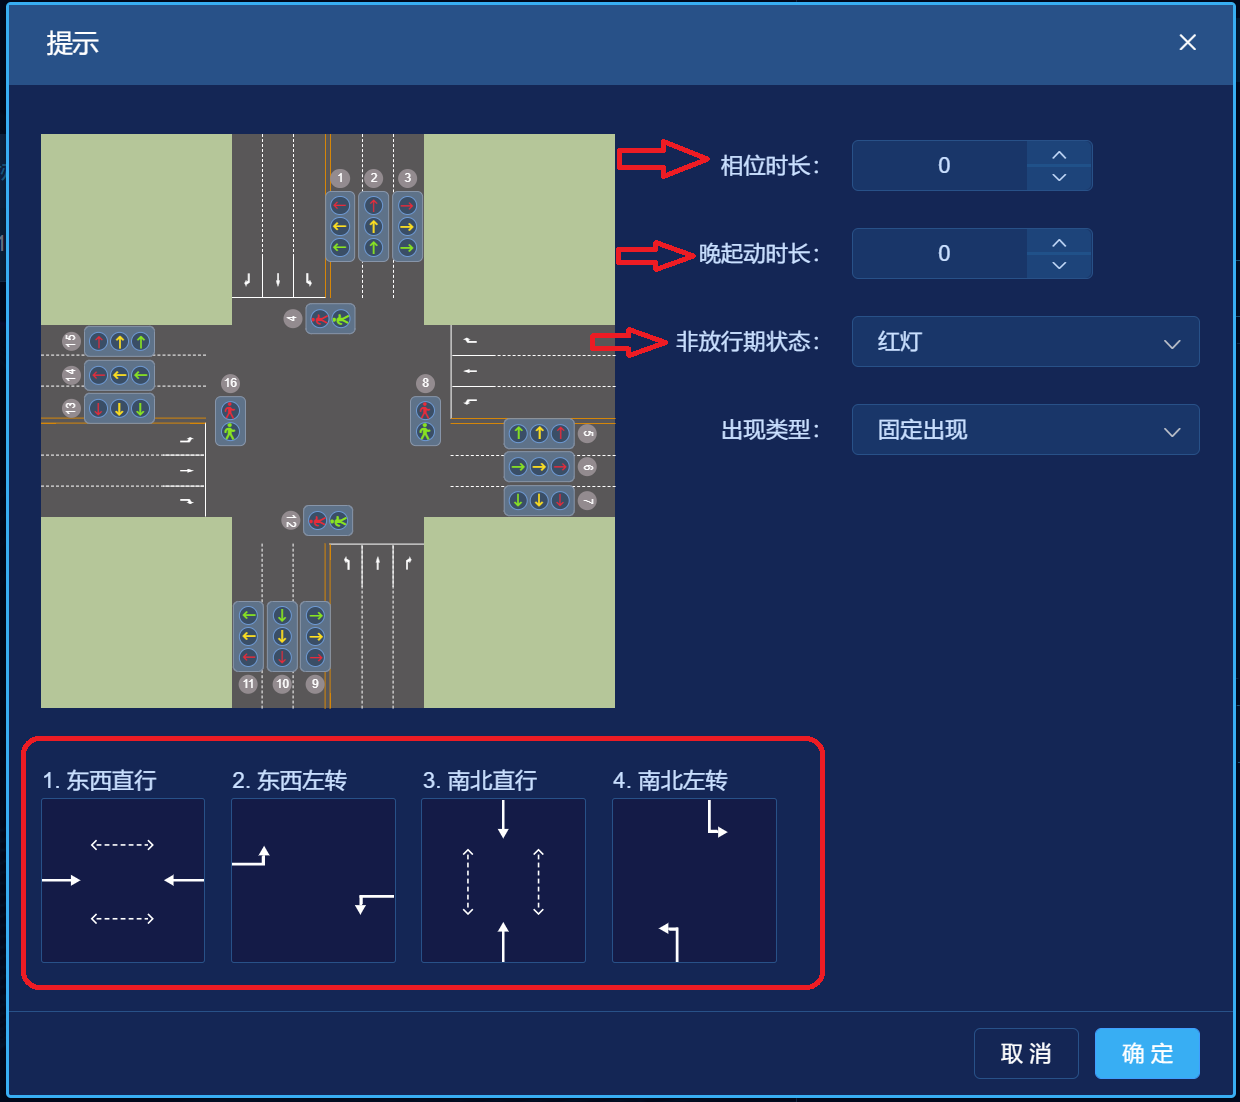 提示
相位时长：
0
晚起动时长：
0
非放行期状态：
红灯
出现类型：
固定出现
1
2
3
4
15
14
13
16
8
5
6
7
12
11
10
9
1. 东西直行
2. 东西左转
3. 南北直行
4. 南北左转
取 消
确 定